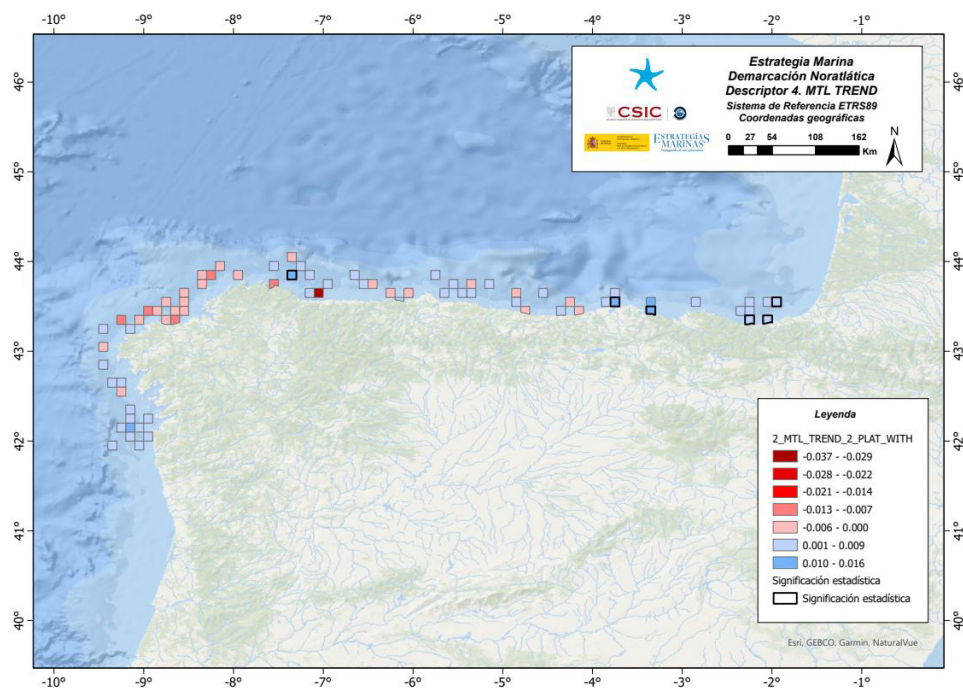 -10° -9° -8° -7° -6° -5° -4° -3° -2° -1°
Estrategia Marina
Demarcación Noratlática
Descriptor 4. MTL TREND
Sistema de Referencia ETRS89
Coordenadas geográficas
CSIC
ESTRATEGIAS
MARINAS
0 27 54 108 162
Km
N
46° 46°
45° 45°
44° 44°
43° 43°
42° 42°
41° 41°
40° 40°
Leyenda
2_MTL_TREND_2_PLAT_WITH
-0.037 - -0.029
-0.028 - -0.022
-0.021 - -0.014
-0.013 - -0.007
-0.006 - 0.000
0.001 - 0.009
0.010 - 0.016
Significación estadística
Significación estadística
Esri, GEBCO, Garmin, NaturalVue
-10° -9° -8° -7° -6° -5° -4° -3° -2° -1°